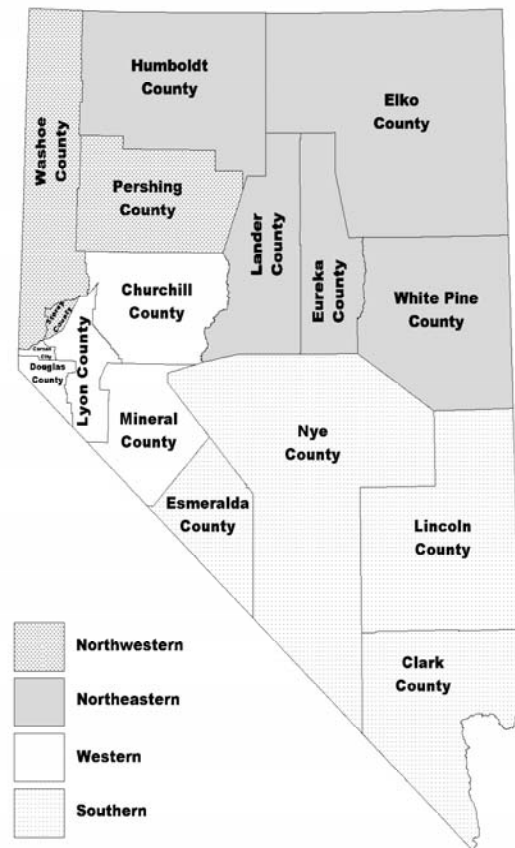 Humboldt
County
Elko
County
Washoe
County
Pershing
County
Lander
County
Eureka
County
Churchill
County
White Pine
County
Storey
County
Carson
City
Douglas
County
Lyon County
Mineral
County
Nye
County
Esmeralda
County
Lincoln
County
Clark
County
Northwestern
Northeastern
Western
Southern